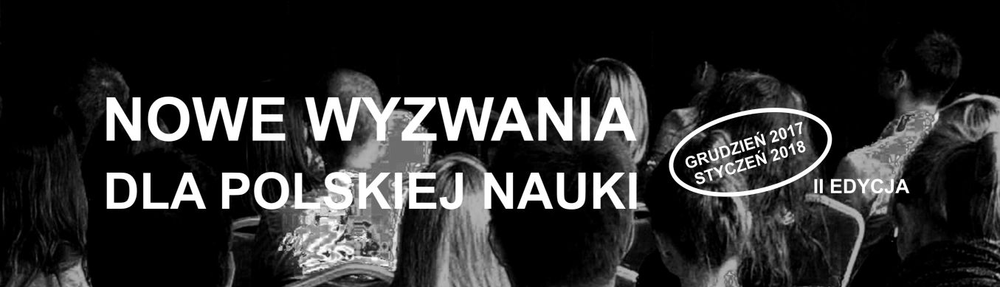 NOWE WYZWANIA
DLA POLSKIEJ NAUKI
GRUDZIEŃ 2017
STYCZEŃ 2018
II EDYCJA